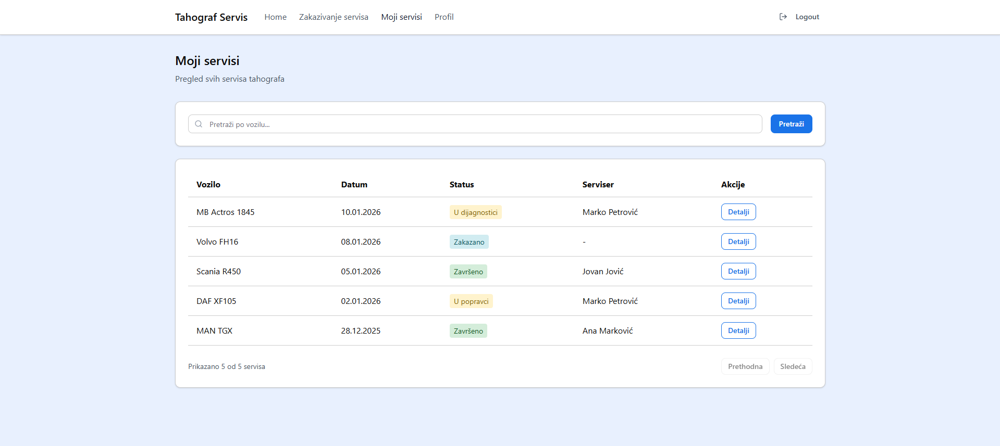 Tahograf Servis Home Zakazivanje servisa Moji servisi Profil Logout
Moji servisi
Pregled svih servisa tahografa
Pretraži po vozilu... Pretraži
Vozilo Datum Status Serviser Akcije
MB Actros 1845 10.01.2026 U dijagnostici Marko Petrović Detalji
Volvo FH16 08.01.2026 Zakazano - Detalji
Scania R450 05.01.2026 Završeno Jovan Jović Detalji
DAF XF105 02.01.2026 U popravci Marko Petrović Detalji
MAN TGX 28.12.2025 Završeno Ana Marković Detalji
Prikazano 5 od 5 servisa Prethodna Sledeća